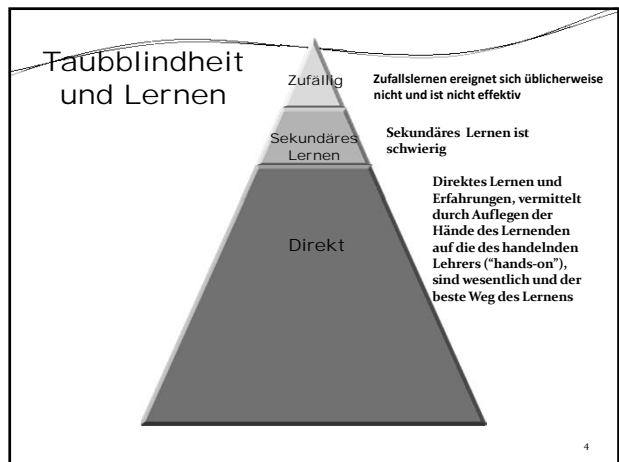 Taubblindheit
und Lernen
Zufällig
Zufallslernen ereignet sich üblicherweise
nicht und ist nicht effektiv
Sekundäres
Lernen
Sekundäres Lernen ist
schwierig
Direkt
Direktes Lernen und
Erfahrungen, vermittelt
durch Auflegen der
Hände des Lernenden
auf die des handelnden
Lehrers (“hands-on”),
sind wesentlich und der
beste Weg des Lernens
4